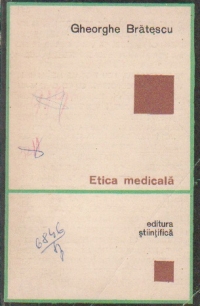 Gheorghe Brătescu
Etica medicală
editura
științifică
6846